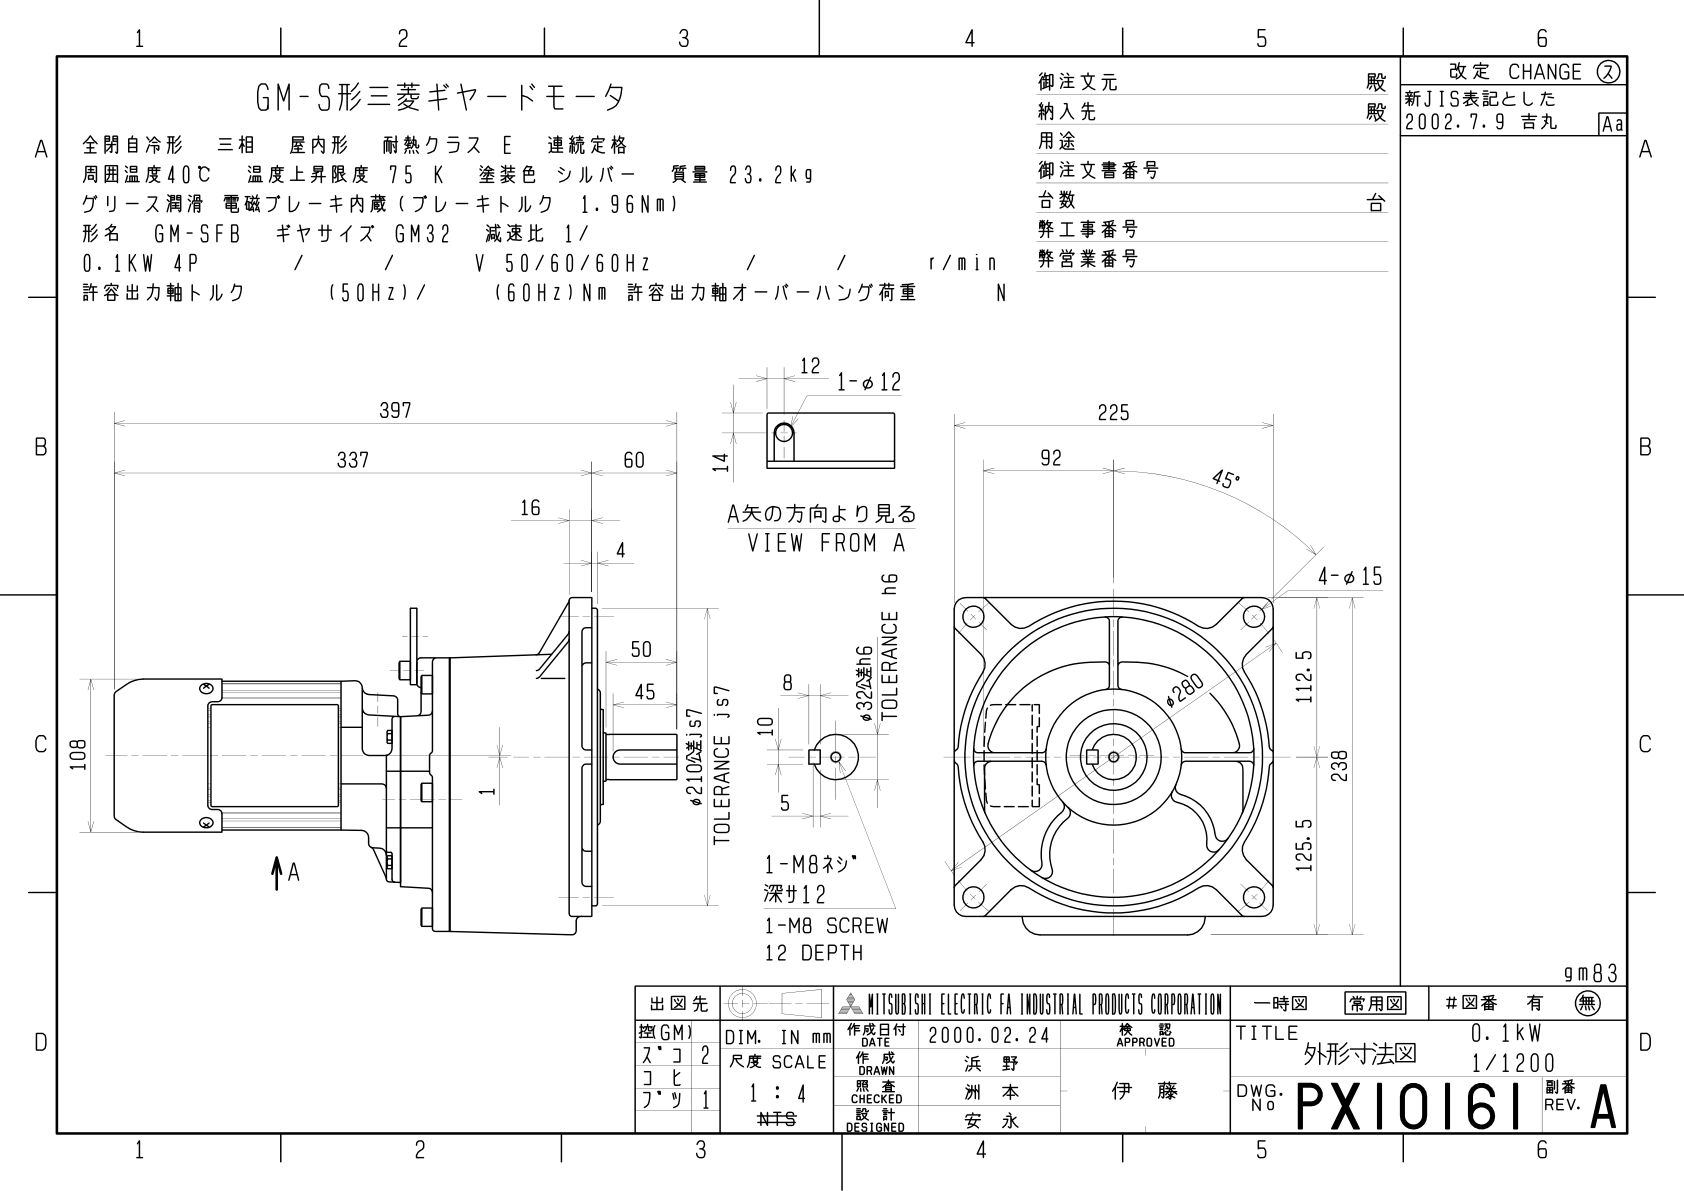 1 2 3 4 5 6
A
B
C
D
A
B
C
D
GM-S形三菱ギヤードモータ
全閉自冷形 三相 屋内形 耐熱クラス E 連続定格
周囲温度40℃ 温度上昇限度 75 K 塗装色 シルバー 質量 23.2kg
グリース潤滑 電磁ブレーキ内蔵(ブレーキトルク 1.96Nm)
形名 GM-SFB ギヤサイズ GM32 減速比 1/
0.1KW 4P / / V 50/60/60Hz / / r/min
許容出力軸トルク (50Hz)/ (60Hz)Nm 許容出力軸オーバーハング荷重 N
御注文元 殿
納入先 殿
用途
御注文書番号
台数 台
弊工事番号
弊営業番号
改定 CHANGE ス
新JIS表記とした
2002.7.9 吉丸 Aa
397
337 60
16
4
50
45
108
1
φ210公差js7
TOLERANCE js7
A
12
1-φ12
14
A矢の方向より見る
VIEW FROM A
8
10
5
φ32公差h6
TOLERANCE h6
1-M8ネジ
深サ12
1-M8 SCREW
12 DEPTH
225
92
45°
4-φ15
φ280
112.5
238
125.5
gm83
出図先
控(GM)
ズコ 2
コヒ
ブツ 1
DIM. IN mm
尺度 SCALE
1 : 4
NTS
MITSUBISHI ELECTRIC FA INDUSTRIAL PRODUCTS CORPORATION
作成日付 DATE 2000.02.24
作成 DRAWN 浜野
照査 CHECKED 洲本
設計 DESIGNED 安永
検認 APPROVED
伊藤
一時図 常用図 #図番 有 無
TITLE 0.1kW
外形寸法図 1/1200
DWG. No PX10161 副番 REV. A
1 2 3 4 5 6